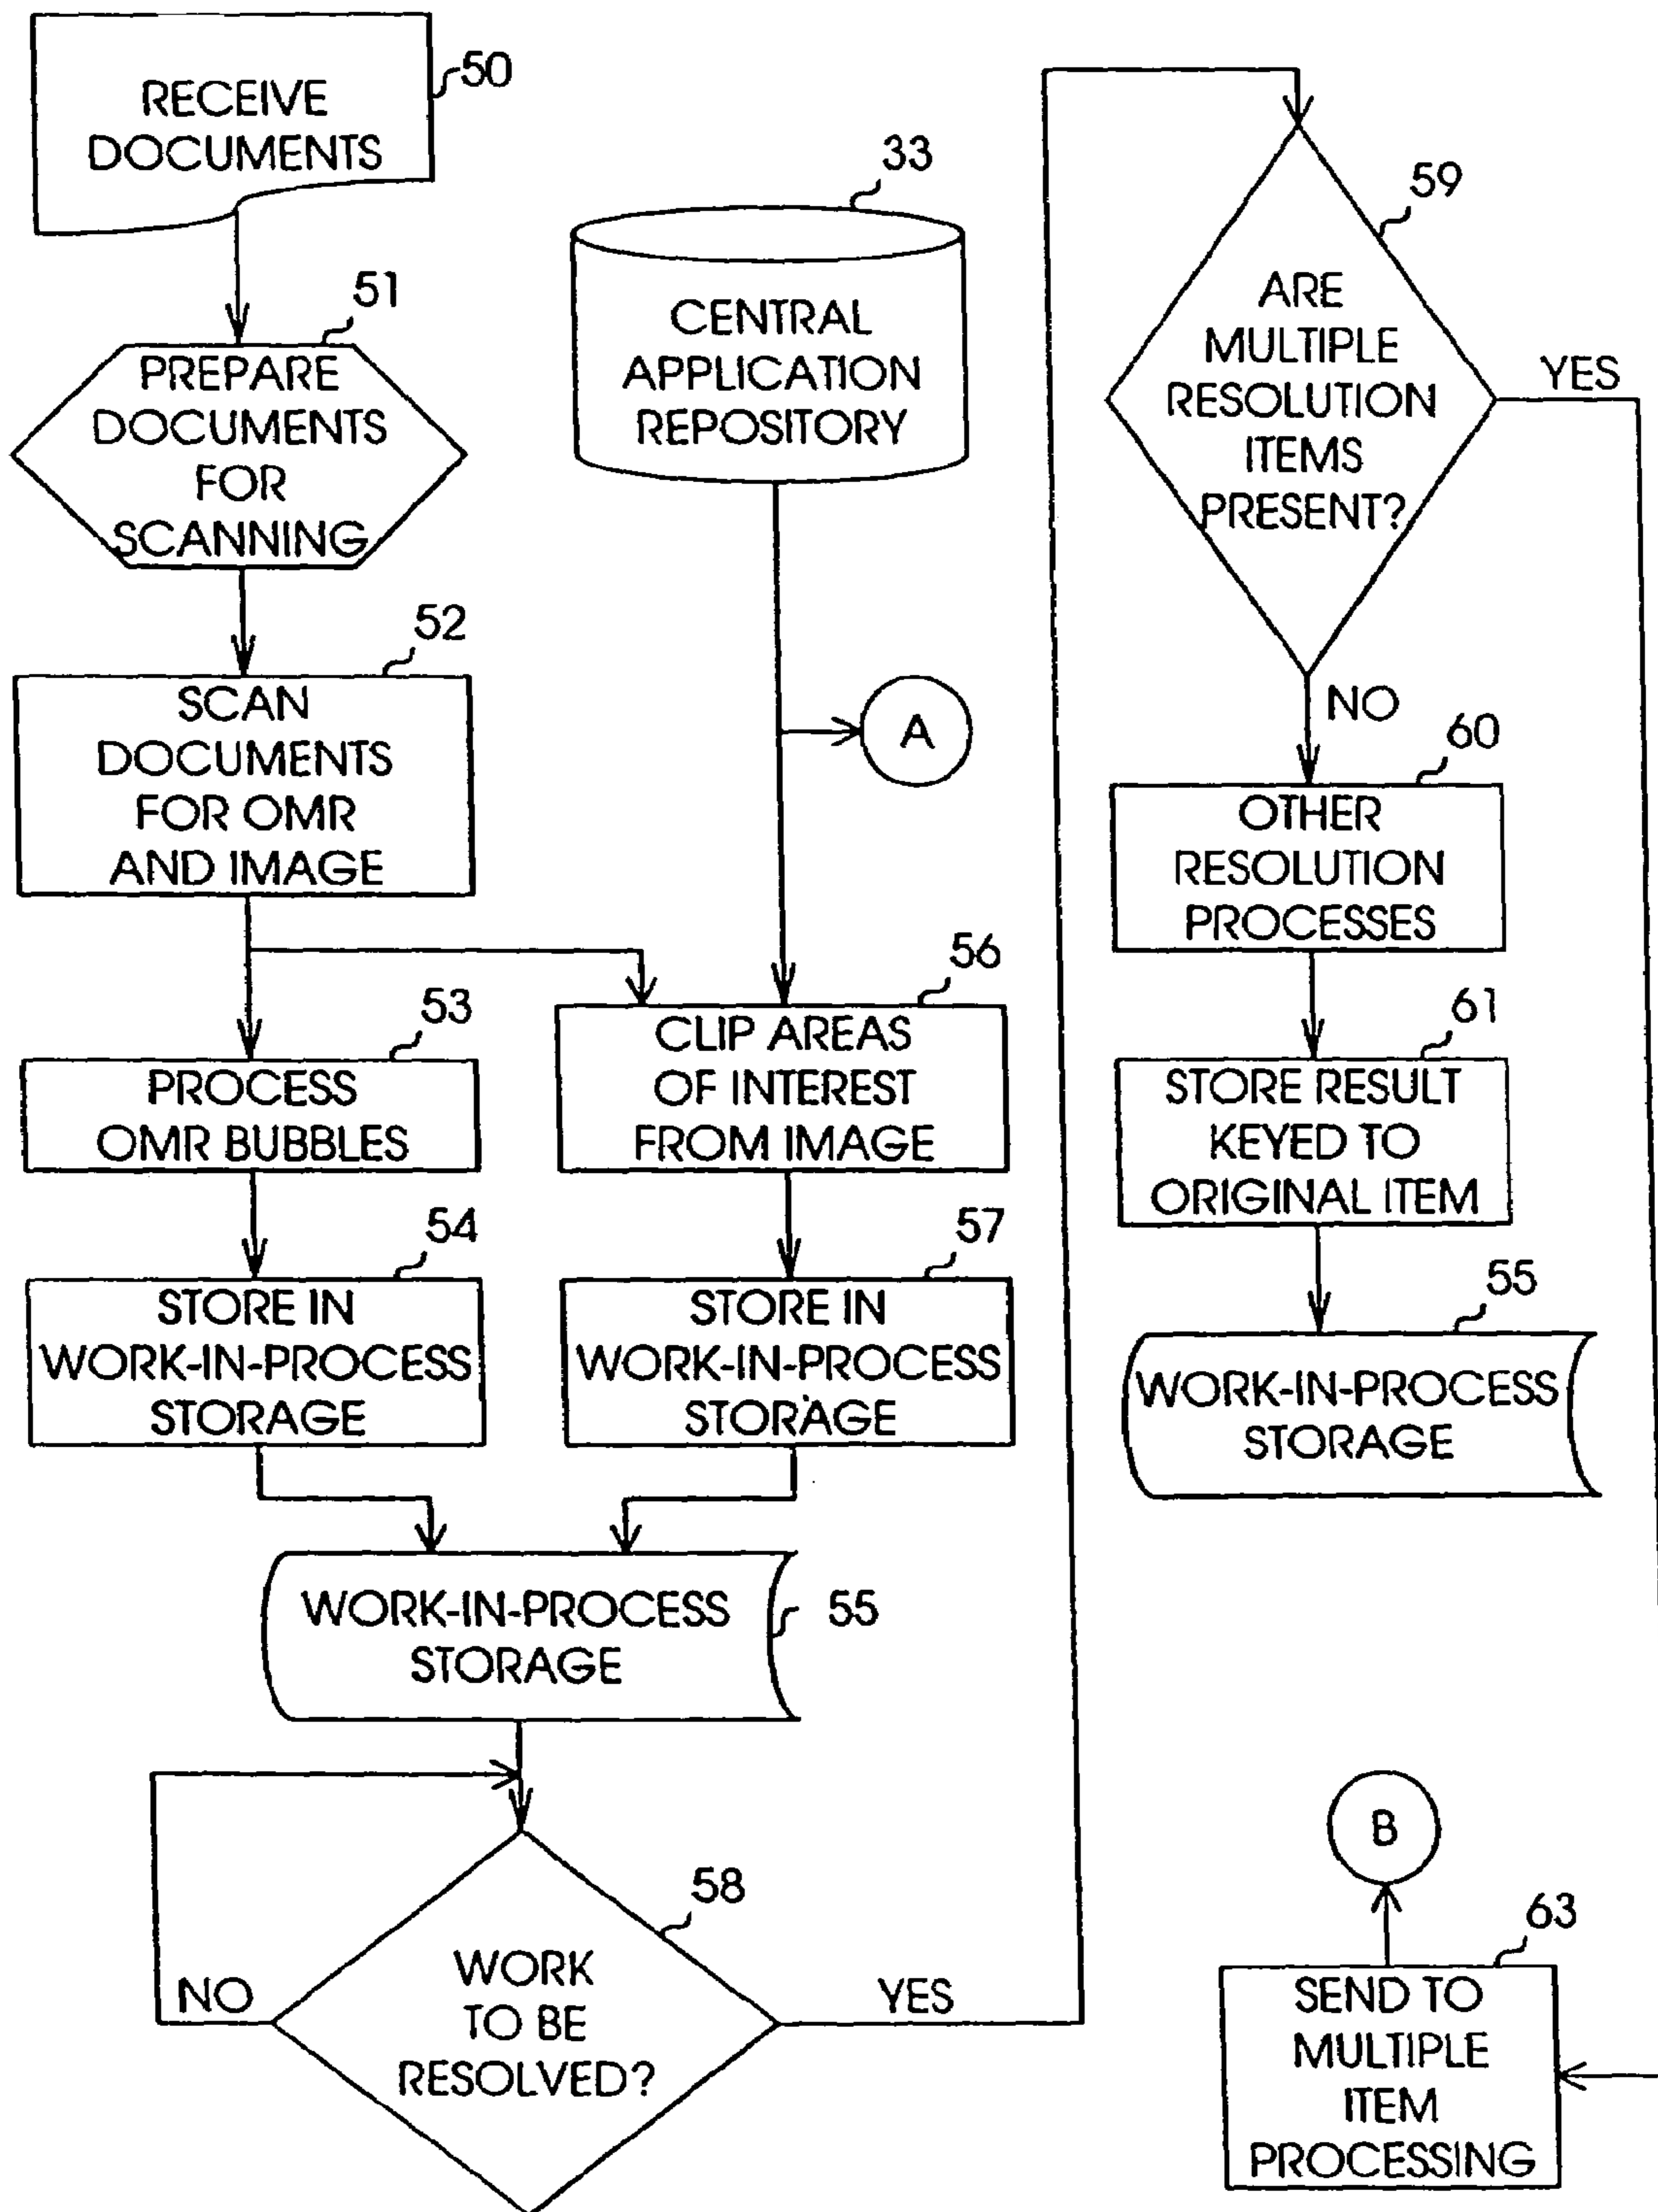 RECEIVE
DOCUMENTS
50
51
PREPARE
DOCUMENTS
FOR
SCANNING
52
SCAN
DOCUMENTS
FOR OMR
AND IMAGE
53
PROCESS
OMR BUBBLES
54
STORE IN
WORK-IN-PROCESS
STORAGE
33
CENTRAL
APPLICATION
REPOSITORY
A
56
CLIP AREAS
OF INTEREST
FROM IMAGE
57
STORE IN
WORK-IN-PROCESS
STORAGE
WORK-IN-PROCESS
STORAGE
55
58
WORK
TO BE
RESOLVED?
NO
YES
59
ARE
MULTIPLE
RESOLUTION
ITEMS
PRESENT?
YES
NO
60
OTHER
RESOLUTION
PROCESSES
61
STORE RESULT
KEYED TO
ORIGINAL ITEM
55
WORK-IN-PROCESS
STORAGE
B
63
SEND TO
MULTIPLE
ITEM
PROCESSING